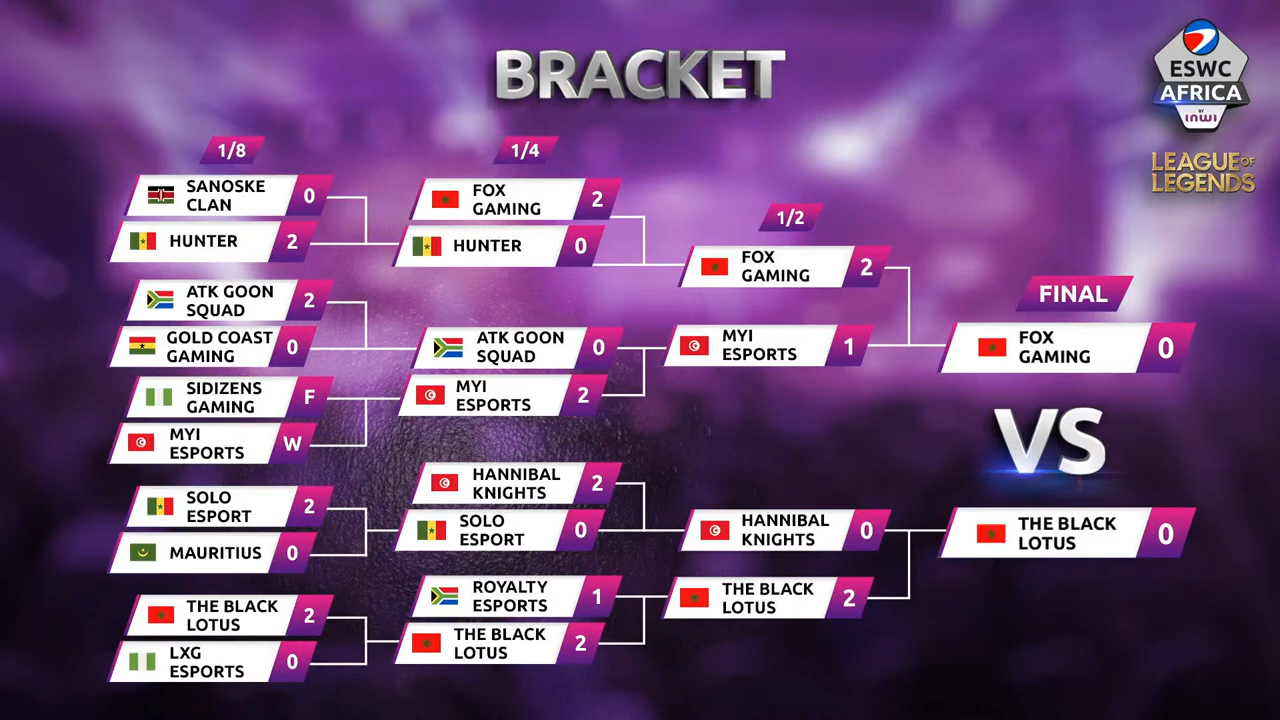 BRACKET
ESWC
AFRICA
BY
inwi
LEAGUE OF
LEGENDS
1/8
SANOSKE
CLAN
0
HUNTER
2
ATK GOON
SQUAD
2
GOLD COAST
GAMING
0
SIDIZENS
GAMING
F
MYI
ESPORTS
W
SOLO
ESPORT
2
MAURITIUS
0
THE BLACK
LOTUS
2
LXG
ESPORTS
0
1/4
FOX
GAMING
2
HUNTER
0
ATK GOON
SQUAD
0
MYI
ESPORTS
2
HANNIBAL
KNIGHTS
2
SOLO
ESPORT
0
ROYALTY
ESPORTS
1
THE BLACK
LOTUS
2
1/2
FOX
GAMING
2
MYI
ESPORTS
1
HANNIBAL
KNIGHTS
0
THE BLACK
LOTUS
2
FINAL
FOX
GAMING
0
VS
THE BLACK
LOTUS
0